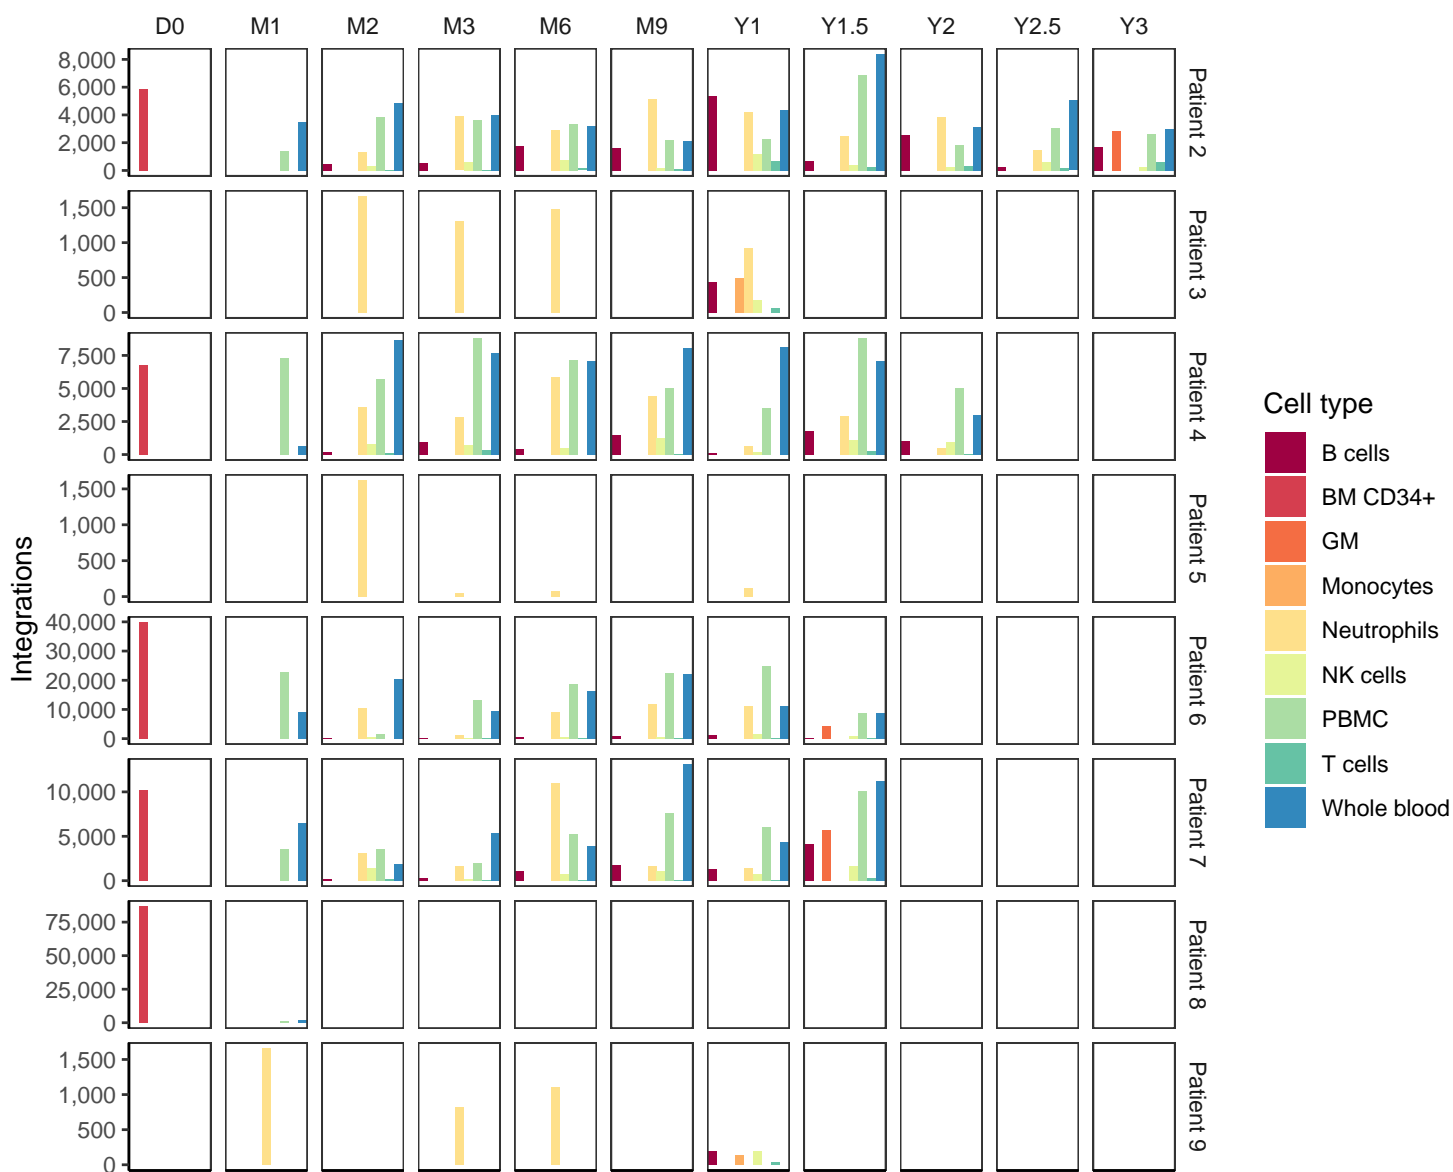 D0 M1 M2 M3 M6 M9 Y1 Y1.5 Y2 Y2.5 Y3
8,000
6,000
4,000
2,000
0
Patient 2
1,500
1,000
500
0
Patient 3
7,500
5,000
2,500
0
Patient 4
1,500
1,000
500
0
Patient 5
40,000
30,000
20,000
10,000
0
Patient 6
10,000
5,000
0
Patient 7
75,000
50,000
25,000
0
Patient 8
1,500
1,000
500
0
Patient 9
Integrations
Cell type
B cells
BM CD34+
GM
Monocytes
Neutrophils
NK cells
PBMC
T cells
Whole blood